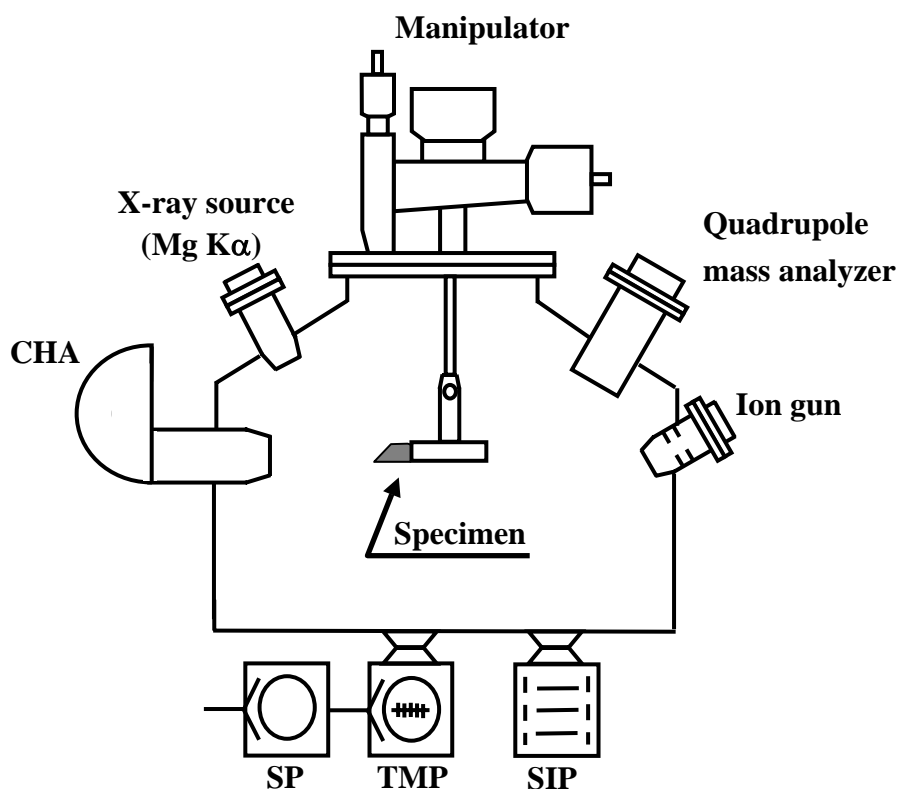 Manipulator
X-ray source
(Mg Kα)
Quadrupole
mass analyzer
CHA
Ion gun
Specimen
SP
TMP
SIP